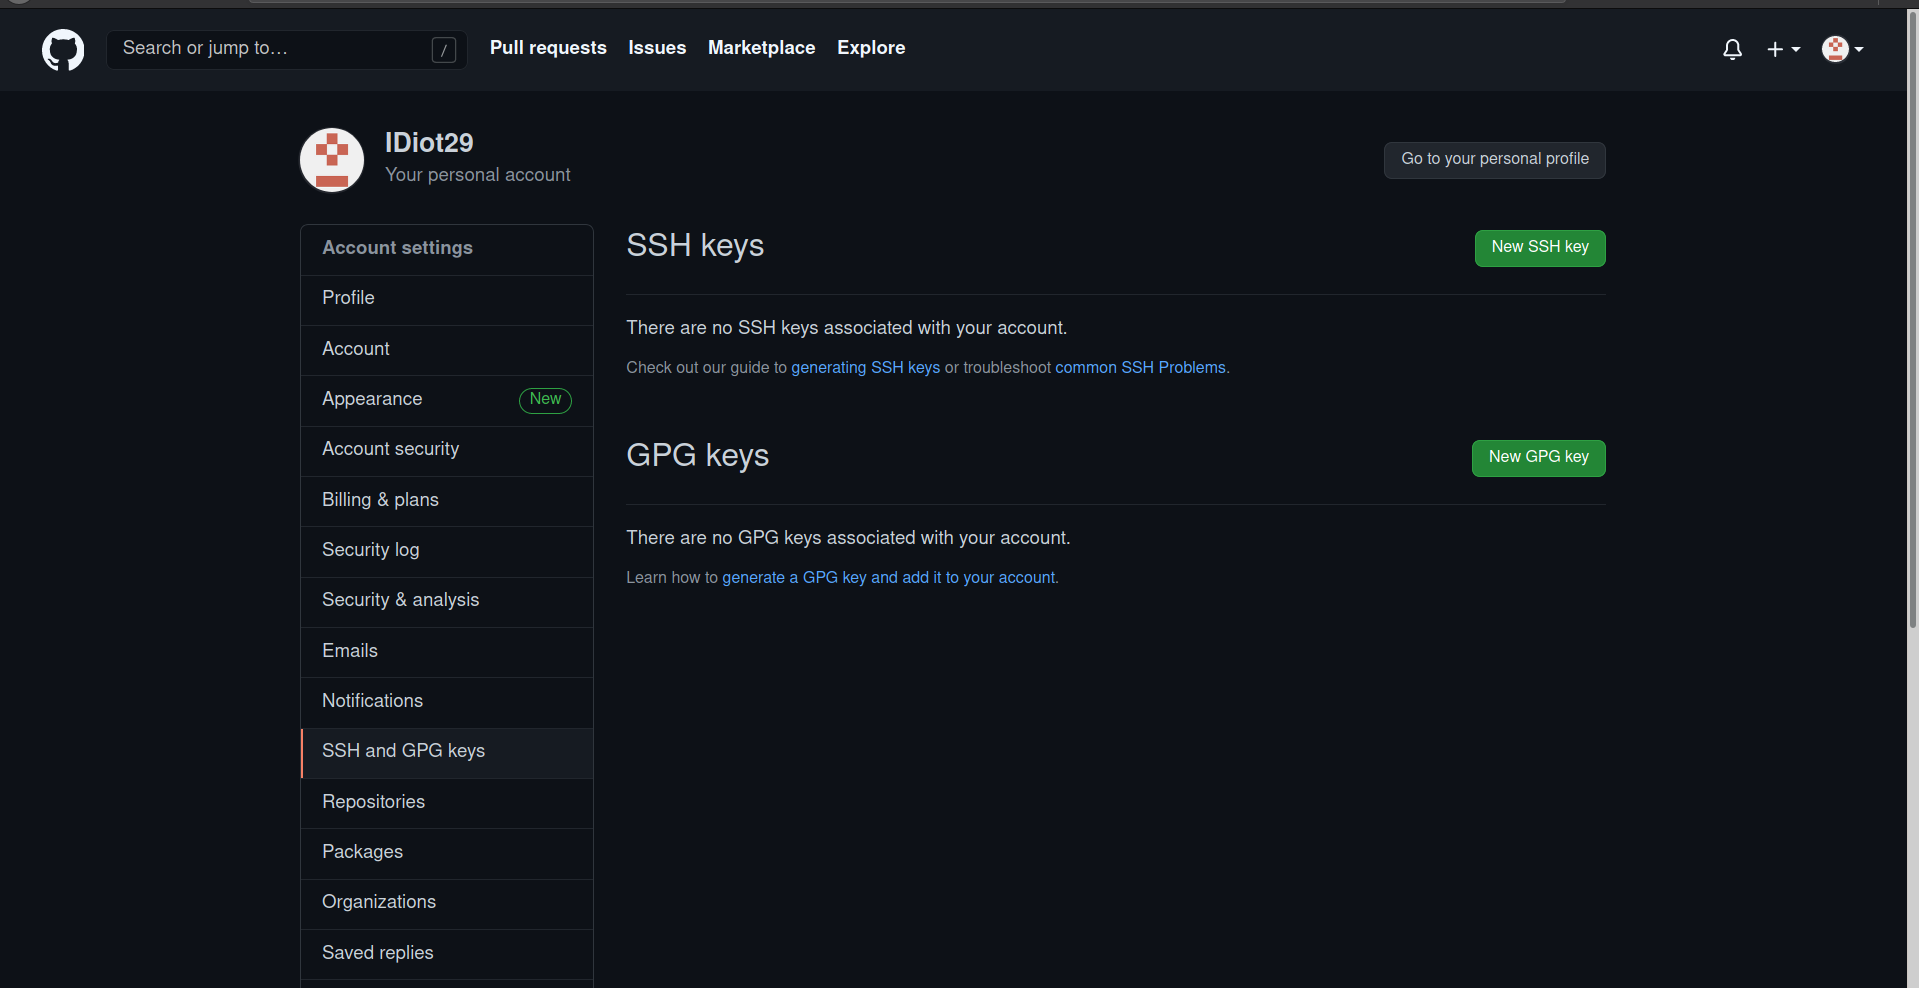 Search or jump to…
/
Pull requests
Issues
Marketplace
Explore
IDiot29
Your personal account
Go to your personal profile
Account settings
Profile
Account
Appearance
New
Account security
Billing & plans
Security log
Security & analysis
Emails
Notifications
SSH and GPG keys
Repositories
Packages
Organizations
Saved replies
SSH keys
New SSH key
There are no SSH keys associated with your account.
Check out our guide to generating SSH keys or troubleshoot common SSH Problems.
GPG keys
New GPG key
There are no GPG keys associated with your account.
Learn how to generate a GPG key and add it to your account.